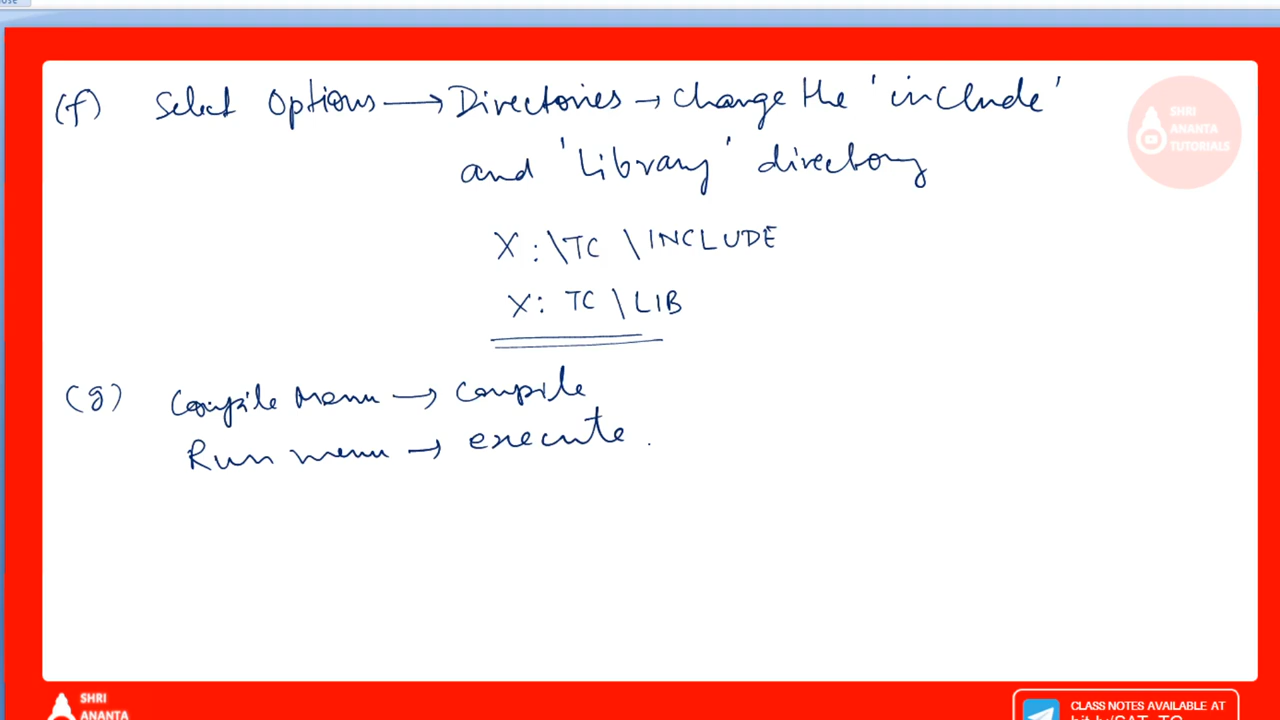 (f) Select Options → Directories → change the 'include'
and 'Library' directory
X:\TC\INCLUDE
X: TC\LIB
(g) Compile Menu → compile
Run menu → execute.
SHRI
ANANTA
TUTORIALS
SHRI
ANANTA
CLASS NOTES AVAILABLE AT